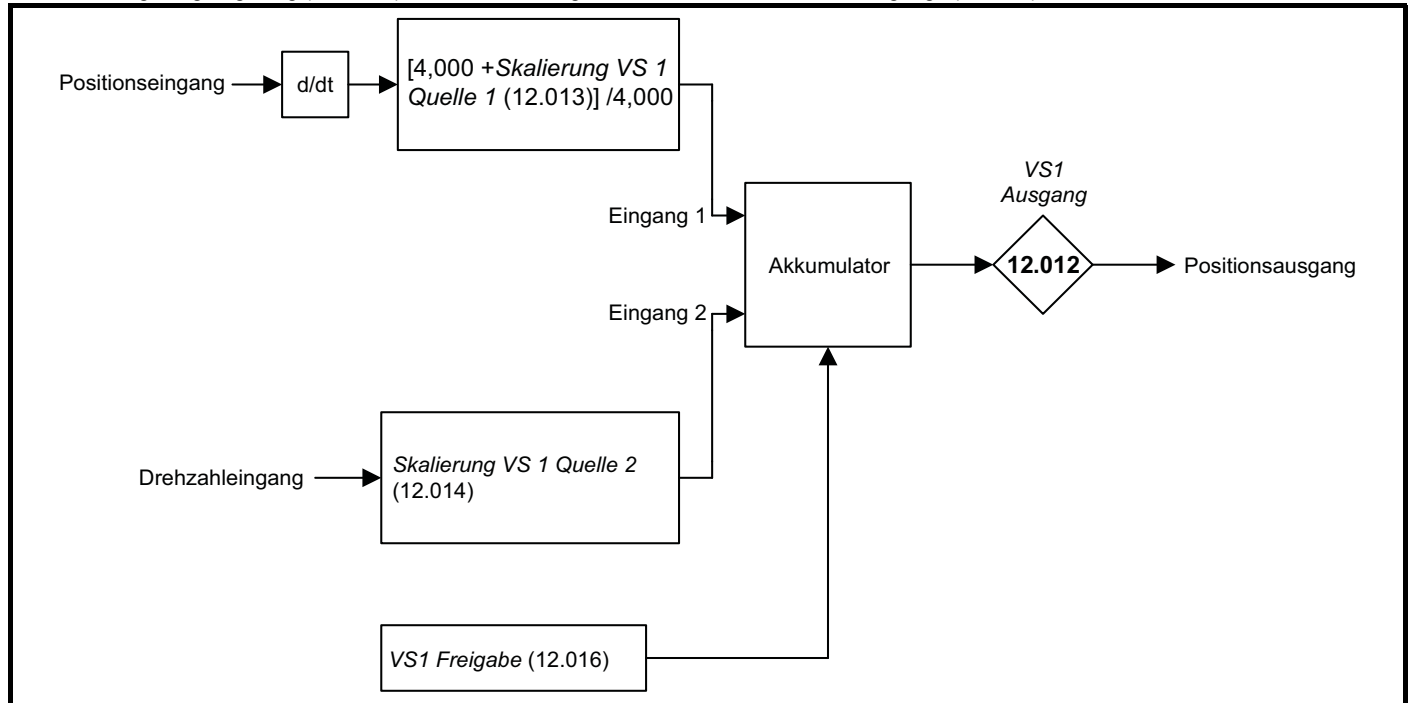 Positionseingang
d/dt
[4,000 +Skalierung VS 1
Quelle 1 (12.013)] /4,000
VS1
Ausgang
Eingang 1
Akkumulator
12.012
Positionsausgang
Eingang 2
Drehzahleingang
Skalierung VS 1 Quelle 2
(12.014)
VS1 Freigabe (12.016)